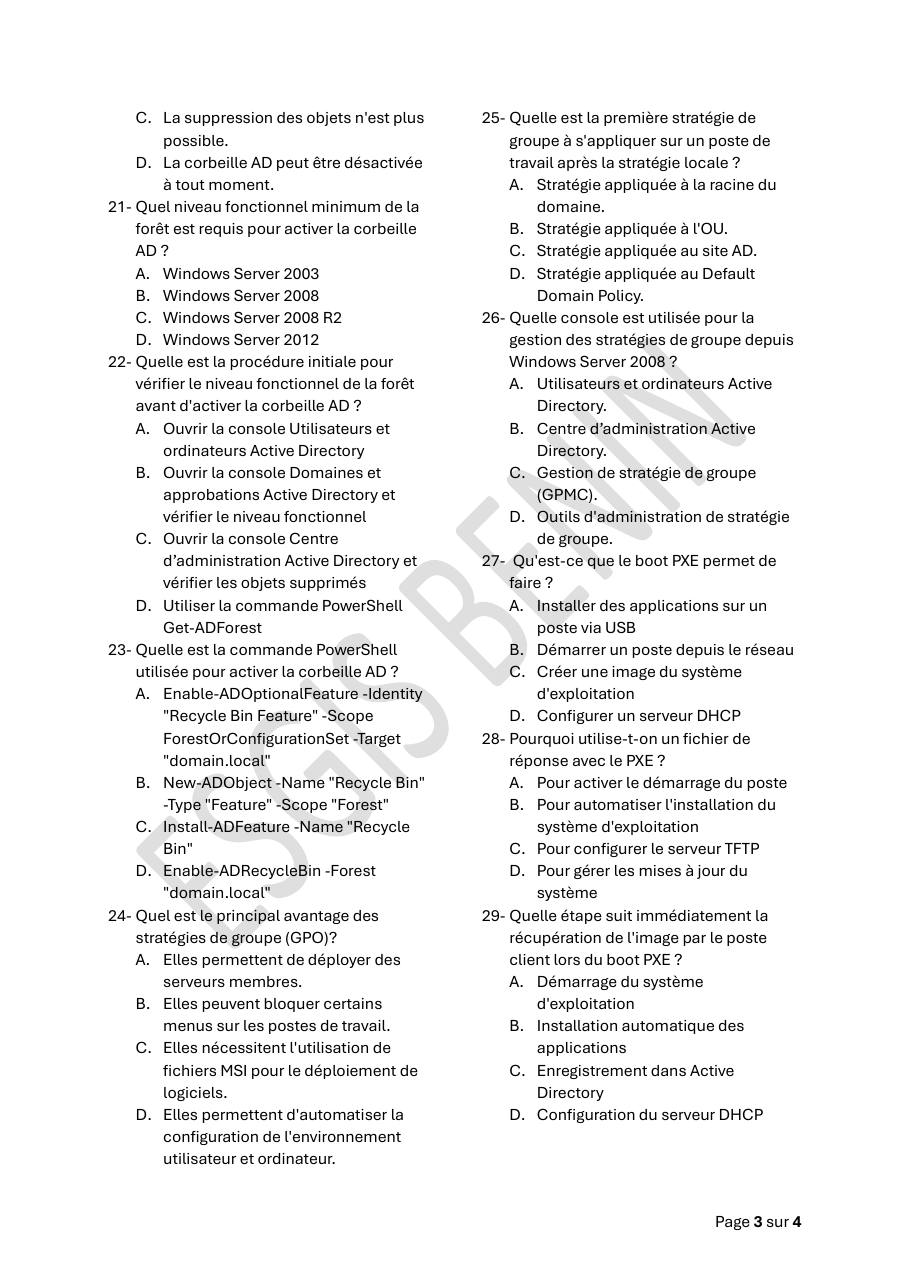 C. La suppression des objets n'est plus
possible.
D. La corbeille AD peut être désactivée
à tout moment.
21- Quel niveau fonctionnel minimum de la
forêt est requis pour activer la corbeille
AD ?
A. Windows Server 2003
B. Windows Server 2008
C. Windows Server 2008 R2
D. Windows Server 2012
22- Quelle est la procédure initiale pour
vérifier le niveau fonctionnel de la forêt
avant d'activer la corbeille AD ?
A. Ouvrir la console Utilisateurs et
ordinateurs Active Directory
B. Ouvrir la console Domaines et
approbations Active Directory et
vérifier le niveau fonctionnel
C. Ouvrir la console Centre
d’administration Active Directory et
vérifier les objets supprimés
D. Utiliser la commande PowerShell
Get-ADForest
23- Quelle est la commande PowerShell
utilisée pour activer la corbeille AD ?
A. Enable-ADOptionalFeature -Identity
"Recycle Bin Feature" -Scope
ForestOrConfigurationSet -Target
"domain.local"
B. New-ADObject -Name "Recycle Bin"
-Type "Feature" -Scope "Forest"
C. Install-ADFeature -Name "Recycle
Bin"
D. Enable-ADRecycleBin -Forest
"domain.local"
24- Quel est le principal avantage des
stratégies de groupe (GPO)?
A. Elles permettent de déployer des
serveurs membres.
B. Elles peuvent bloquer certains
menus sur les postes de travail.
C. Elles nécessitent l'utilisation de
fichiers MSI pour le déploiement de
logiciels.
D. Elles permettent d'automatiser la
configuration de l'environnement
utilisateur et ordinateur.
25- Quelle est la première stratégie de
groupe à s'appliquer sur un poste de
travail après la stratégie locale ?
A. Stratégie appliquée à la racine du
domaine.
B. Stratégie appliquée à l'OU.
C. Stratégie appliquée au site AD.
D. Stratégie appliquée au Default
Domain Policy.
26- Quelle console est utilisée pour la
gestion des stratégies de groupe depuis
Windows Server 2008 ?
A. Utilisateurs et ordinateurs Active
Directory.
B. Centre d’administration Active
Directory.
C. Gestion de stratégie de groupe
(GPMC).
D. Outils d'administration de stratégie
de groupe.
27- Qu'est-ce que le boot PXE permet de
faire ?
A. Installer des applications sur un
poste via USB
B. Démarrer un poste depuis le réseau
C. Créer une image du système
d'exploitation
D. Configurer un serveur DHCP
28- Pourquoi utilise-t-on un fichier de
réponse avec le PXE ?
A. Pour activer le démarrage du poste
B. Pour automatiser l'installation du
système d'exploitation
C. Pour configurer le serveur TFTP
D. Pour gérer les mises à jour du
système
29- Quelle étape suit immédiatement la
récupération de l'image par le poste
client lors du boot PXE ?
A. Démarrage du système
d'exploitation
B. Installation automatique des
applications
C. Enregistrement dans Active
Directory
D. Configuration du serveur DHCP
ESGIS BENIN
Page 3 sur 4